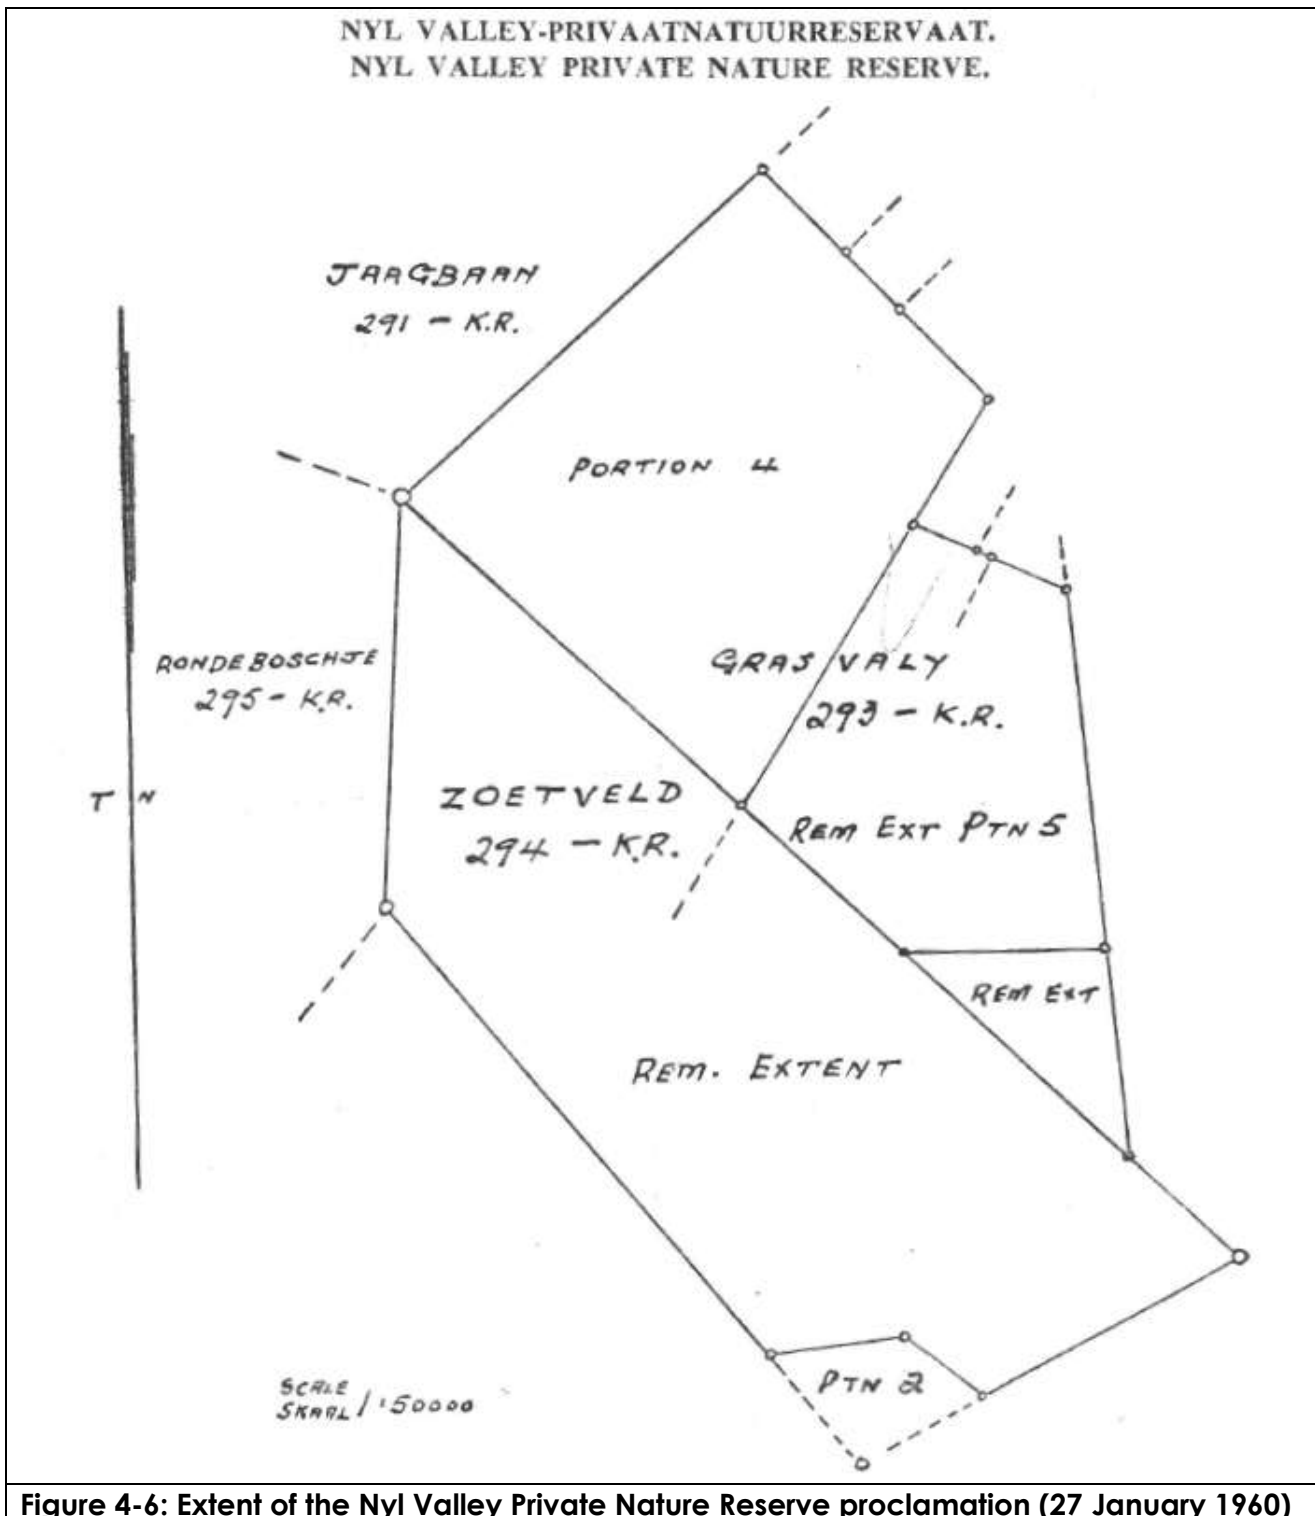 NYL VALLEY-PRIVAATNATUURRESERVAAT.
NYL VALLEY PRIVATE NATURE RESERVE.
JAAGBAAN
291 - K.R.
PORTION 4
RONDEBOSCHJE
295 - K.R.
GRAS VALY
293 - K.R.
T N
ZOETVELD
294 - K.R.
REM EXT PTN 5
REM EXT
REM. EXTENT
PTN 2
SCALE
SKAAL 1:50000
Figure 4-6: Extent of the Nyl Valley Private Nature Reserve proclamation (27 January 1960)